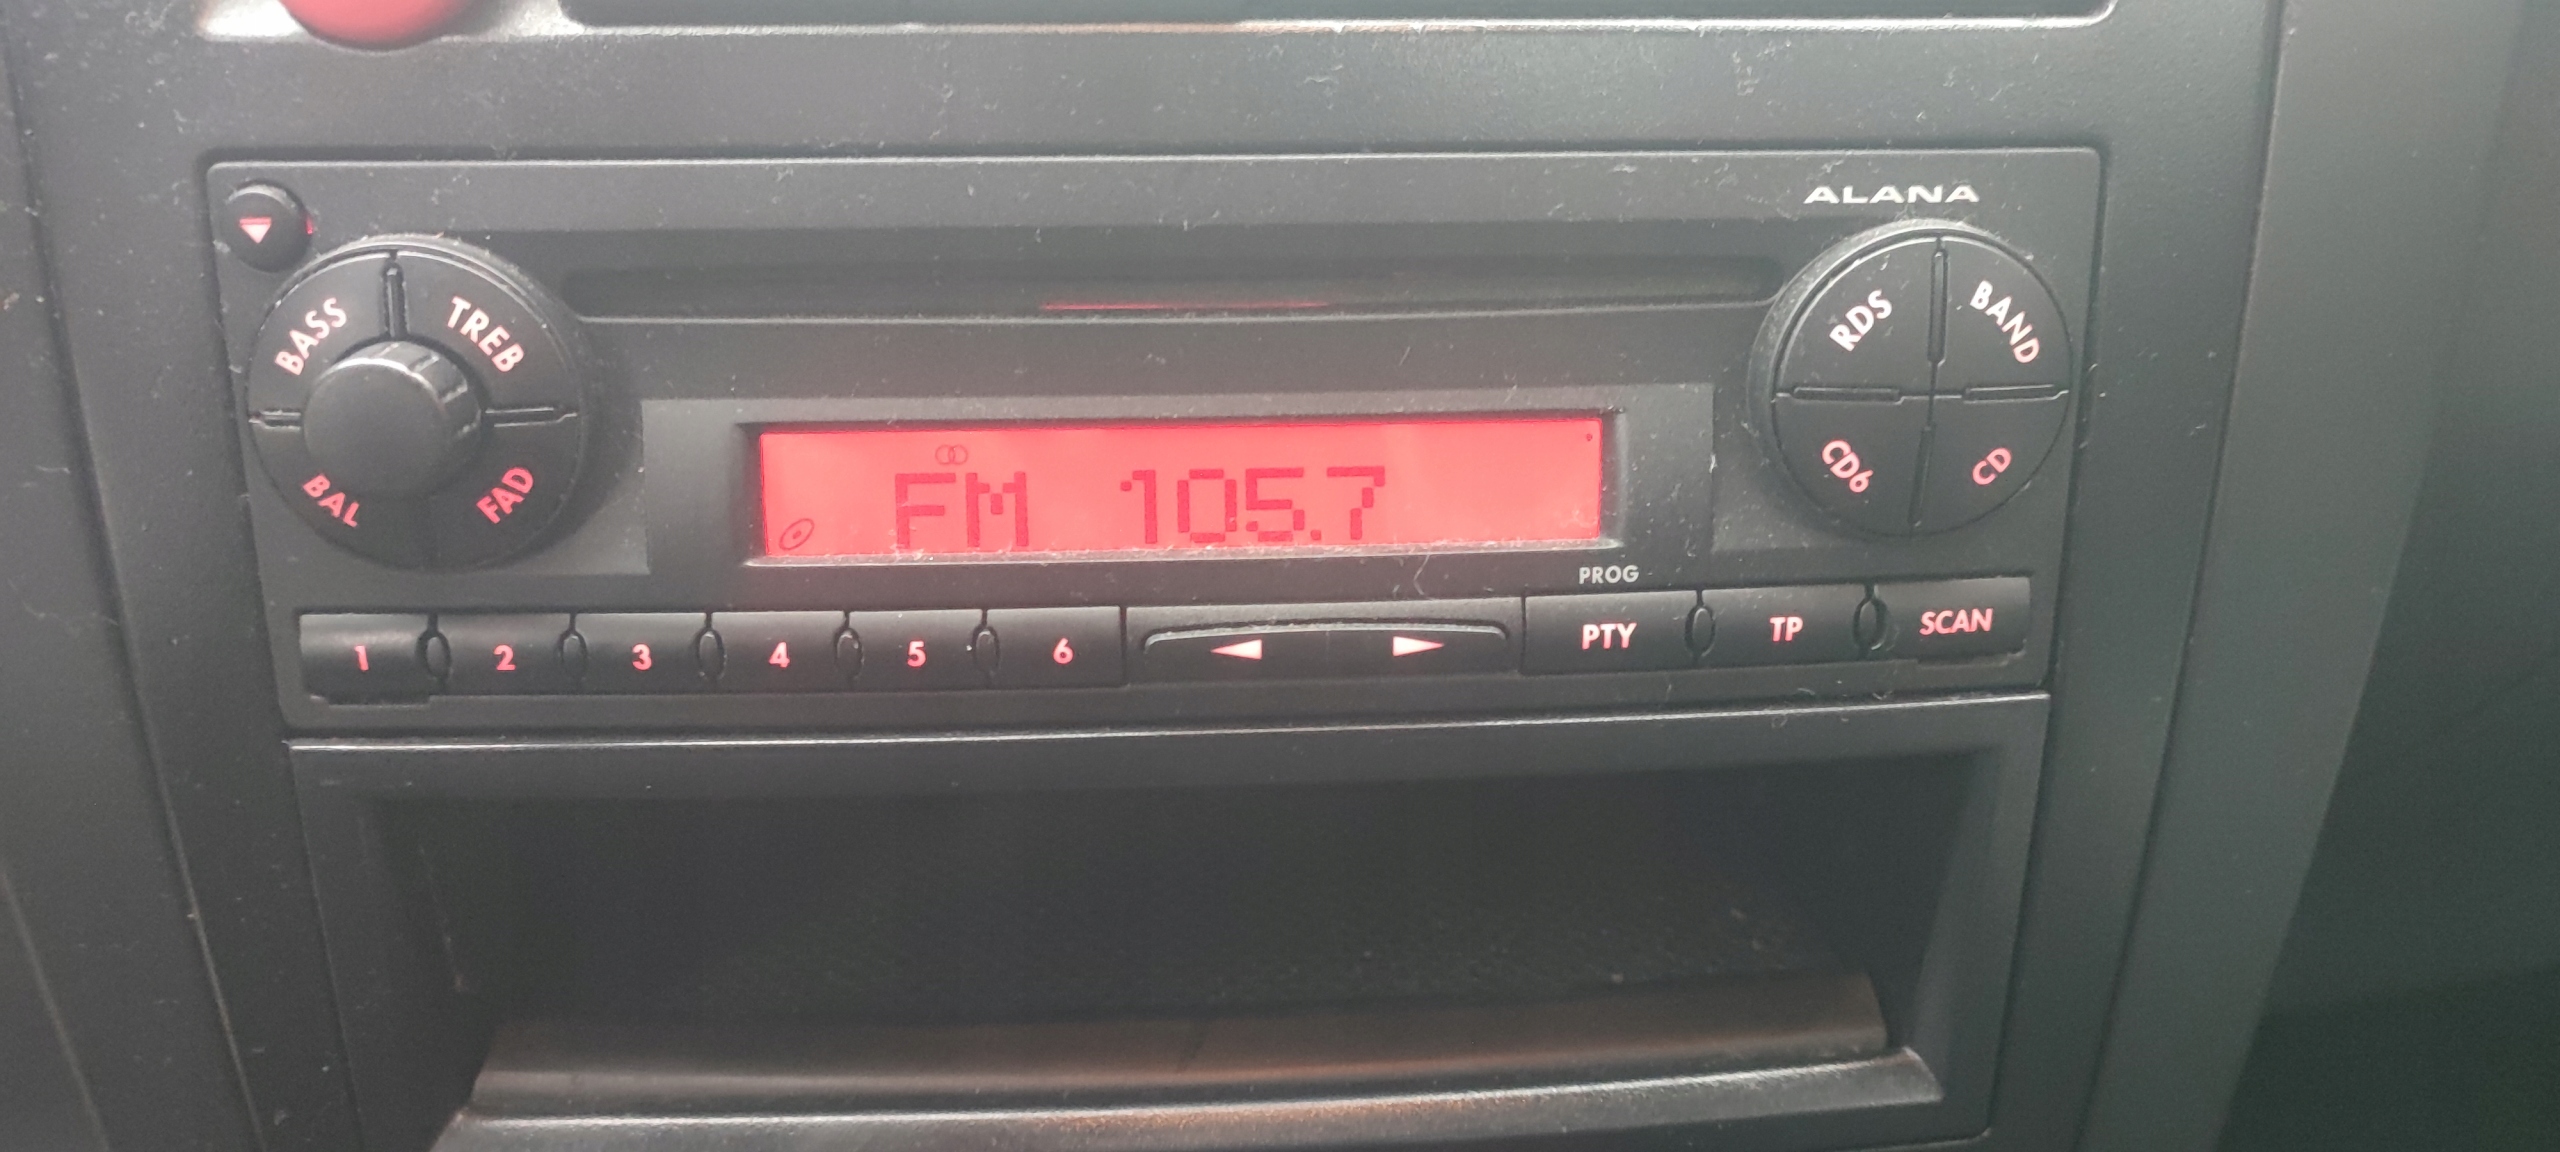 ALANA
BASS
TREB
BAL
FAD
RDS
BAND
CD6
CD
FM 105.7
PROG
1 2 3 4 5 6 PTY TP SCAN